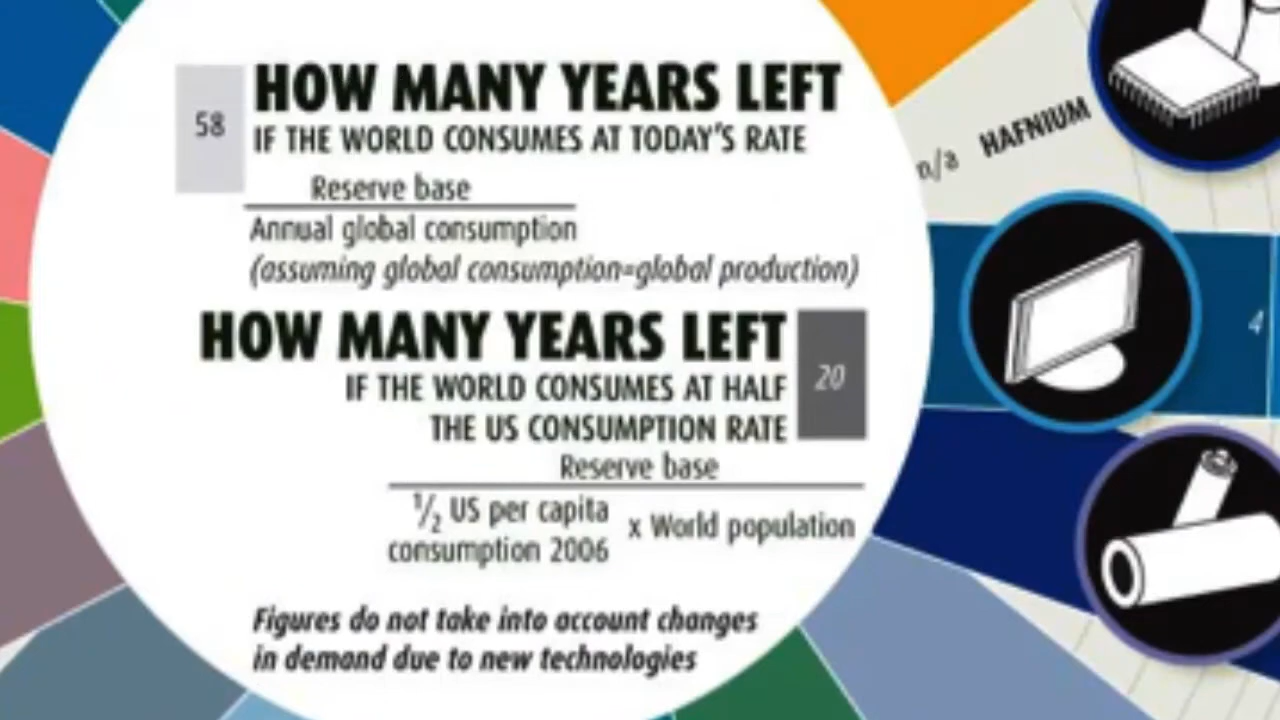 58
HOW MANY YEARS LEFT
IF THE WORLD CONSUMES AT TODAY'S RATE
Reserve base
Annual global consumption
(assuming global consumption=global production)
HOW MANY YEARS LEFT
20
IF THE WORLD CONSUMES AT HALF
THE US CONSUMPTION RATE
Reserve base
½ US per capita
consumption 2006
x World population
Figures do not take into account changes
in demand due to new technologies
n/a HAFNIUM
4